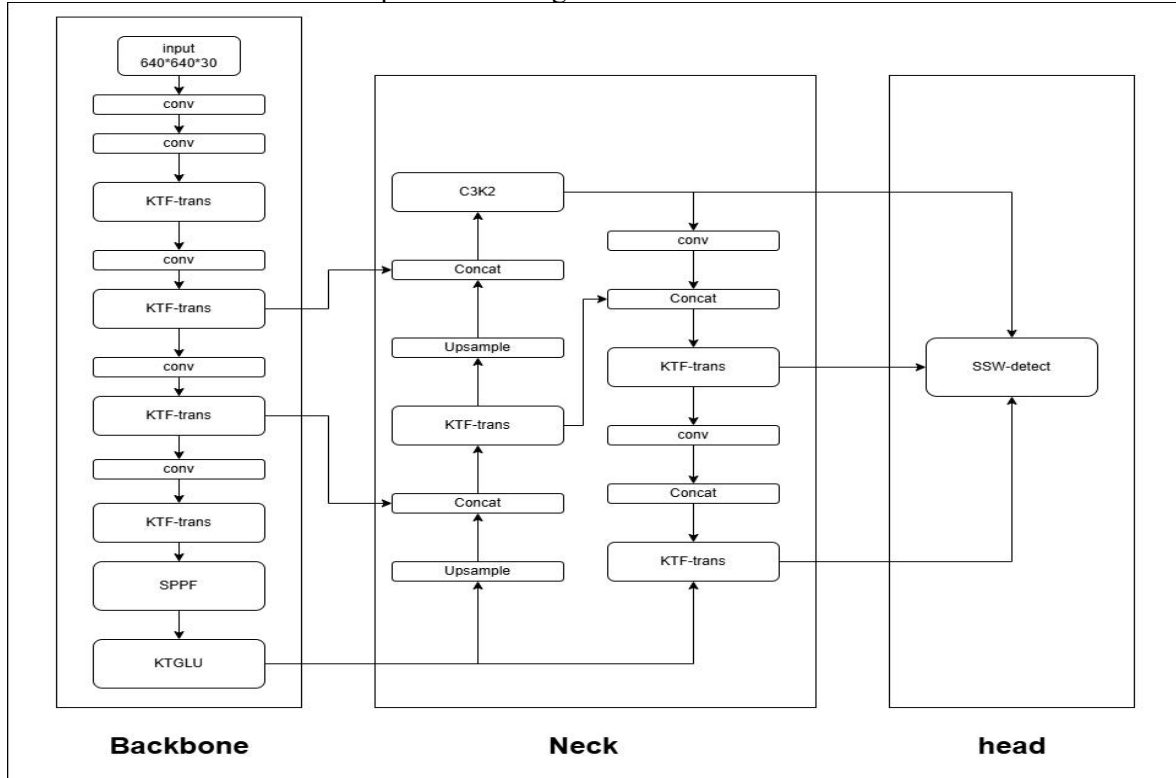 input
640*640*30
conv
conv
KTF-trans
conv
KTF-trans
conv
KTF-trans
conv
KTF-trans
SPPF
KTGLU
Backbone
C3K2
Concat
Upsample
KTF-trans
Concat
Upsample
conv
Concat
KTF-trans
conv
Concat
KTF-trans
Neck
SSW-detect
head